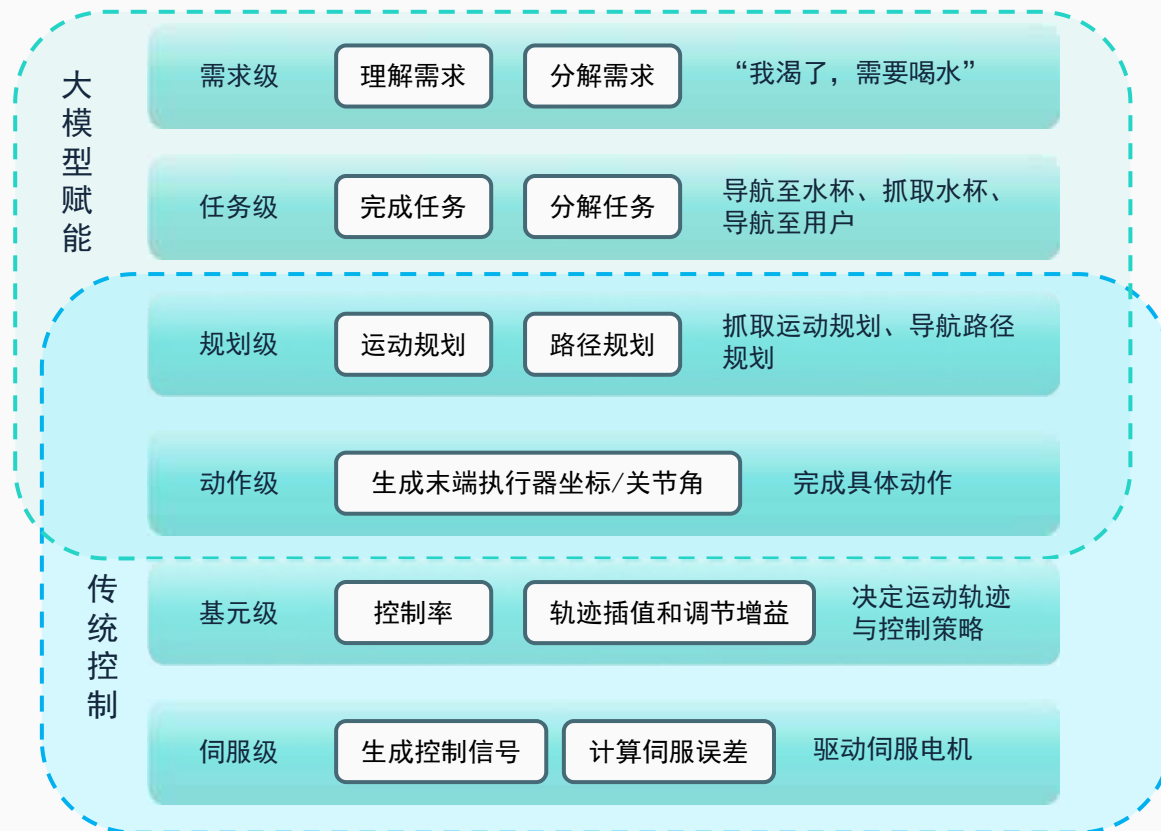 大模型赋能
需求级
理解需求
分解需求
“我渴了，需要喝水”
任务级
完成任务
分解任务
导航至水杯、抓取水杯、
导航至用户
规划级
运动规划
路径规划
抓取运动规划、导航路径
规划
动作级
生成末端执行器坐标/关节角
完成具体动作
传统控制
基元级
控制率
轨迹插值和调节增益
决定运动轨迹
与控制策略
伺服级
生成控制信号
计算伺服误差
驱动伺服电机